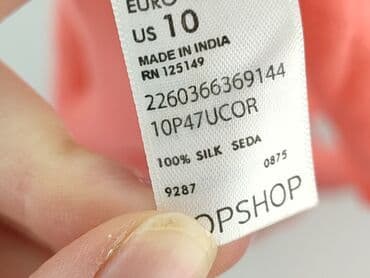 EURO
US 10
MADE IN INDIA
RN 125149
2260366369144
10P47UCOR
100% SILK SEDA
9287 0875
OPSHOP